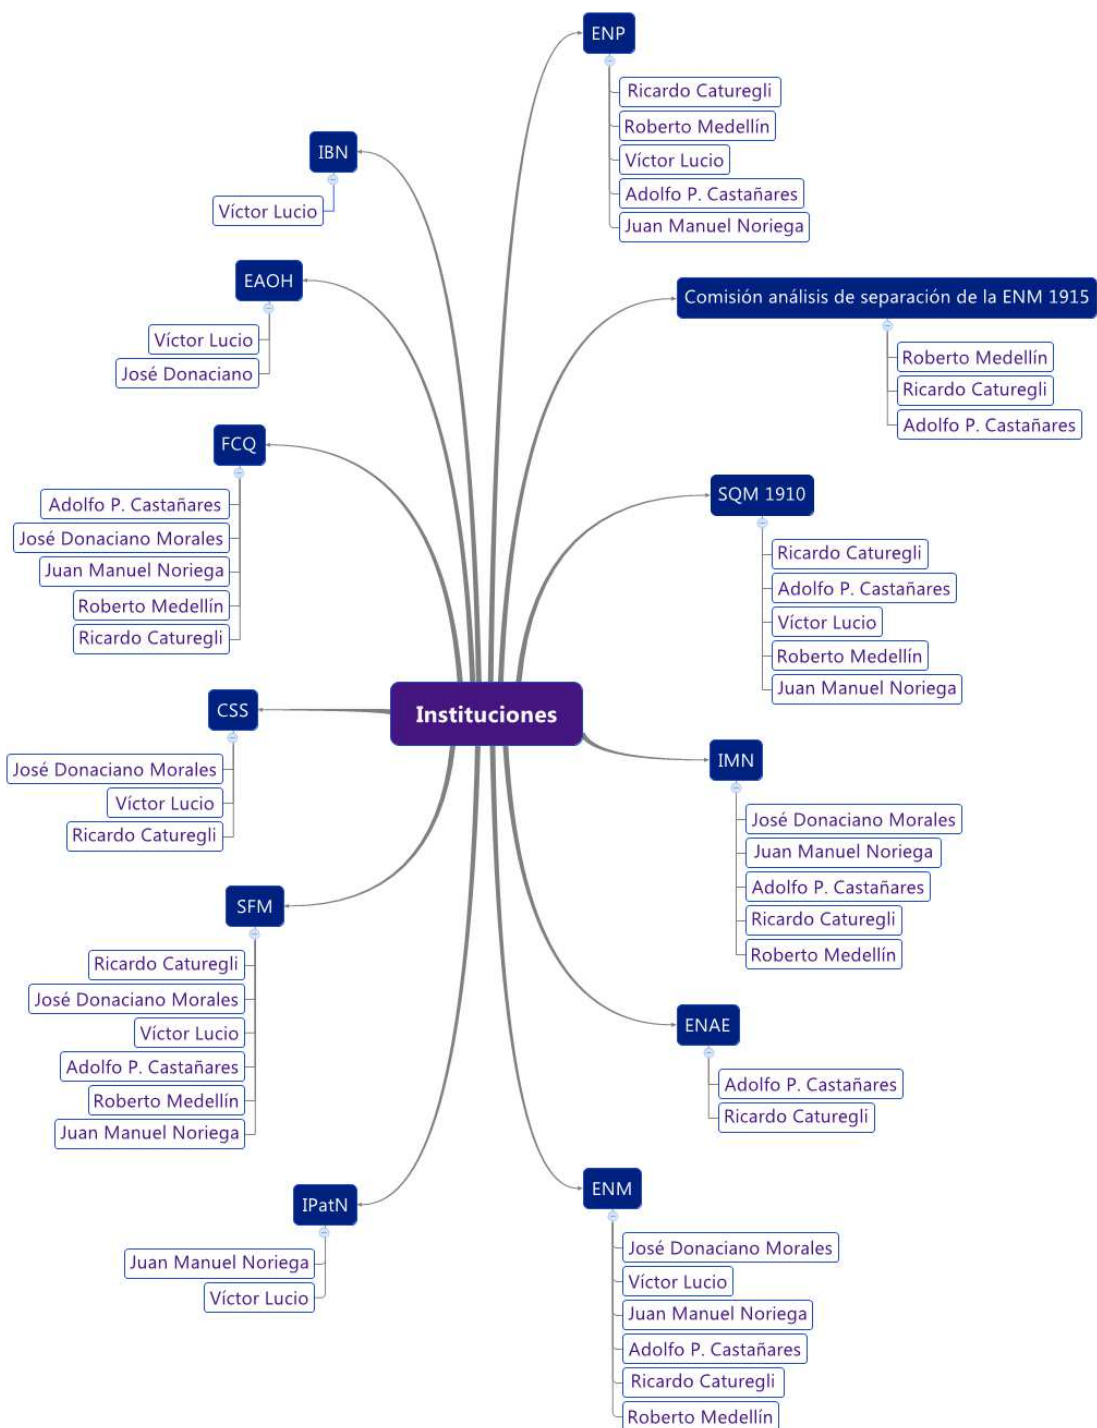 Instituciones
ENP
Ricardo Caturegli
Roberto Medellín
Víctor Lucio
Adolfo P. Castañares
Juan Manuel Noriega
Comisión análisis de separación de la ENM 1915
Roberto Medellín
Ricardo Caturegli
Adolfo P. Castañares
SQM 1910
Ricardo Caturegli
Adolfo P. Castañares
Víctor Lucio
Roberto Medellín
Juan Manuel Noriega
IMN
José Donaciano Morales
Juan Manuel Noriega
Adolfo P. Castañares
Ricardo Caturegli
Roberto Medellín
ENAE
Adolfo P. Castañares
Ricardo Caturegli
ENM
José Donaciano Morales
Víctor Lucio
Juan Manuel Noriega
Adolfo P. Castañares
Ricardo Caturegli
Roberto Medellín
IBN
Víctor Lucio
EAOH
Víctor Lucio
José Donaciano
FCQ
Adolfo P. Castañares
José Donaciano Morales
Juan Manuel Noriega
Roberto Medellín
Ricardo Caturegli
CSS
José Donaciano Morales
Víctor Lucio
Ricardo Caturegli
SFM
Ricardo Caturegli
José Donaciano Morales
Víctor Lucio
Adolfo P. Castañares
Roberto Medellín
Juan Manuel Noriega
IPatN
Juan Manuel Noriega
Víctor Lucio